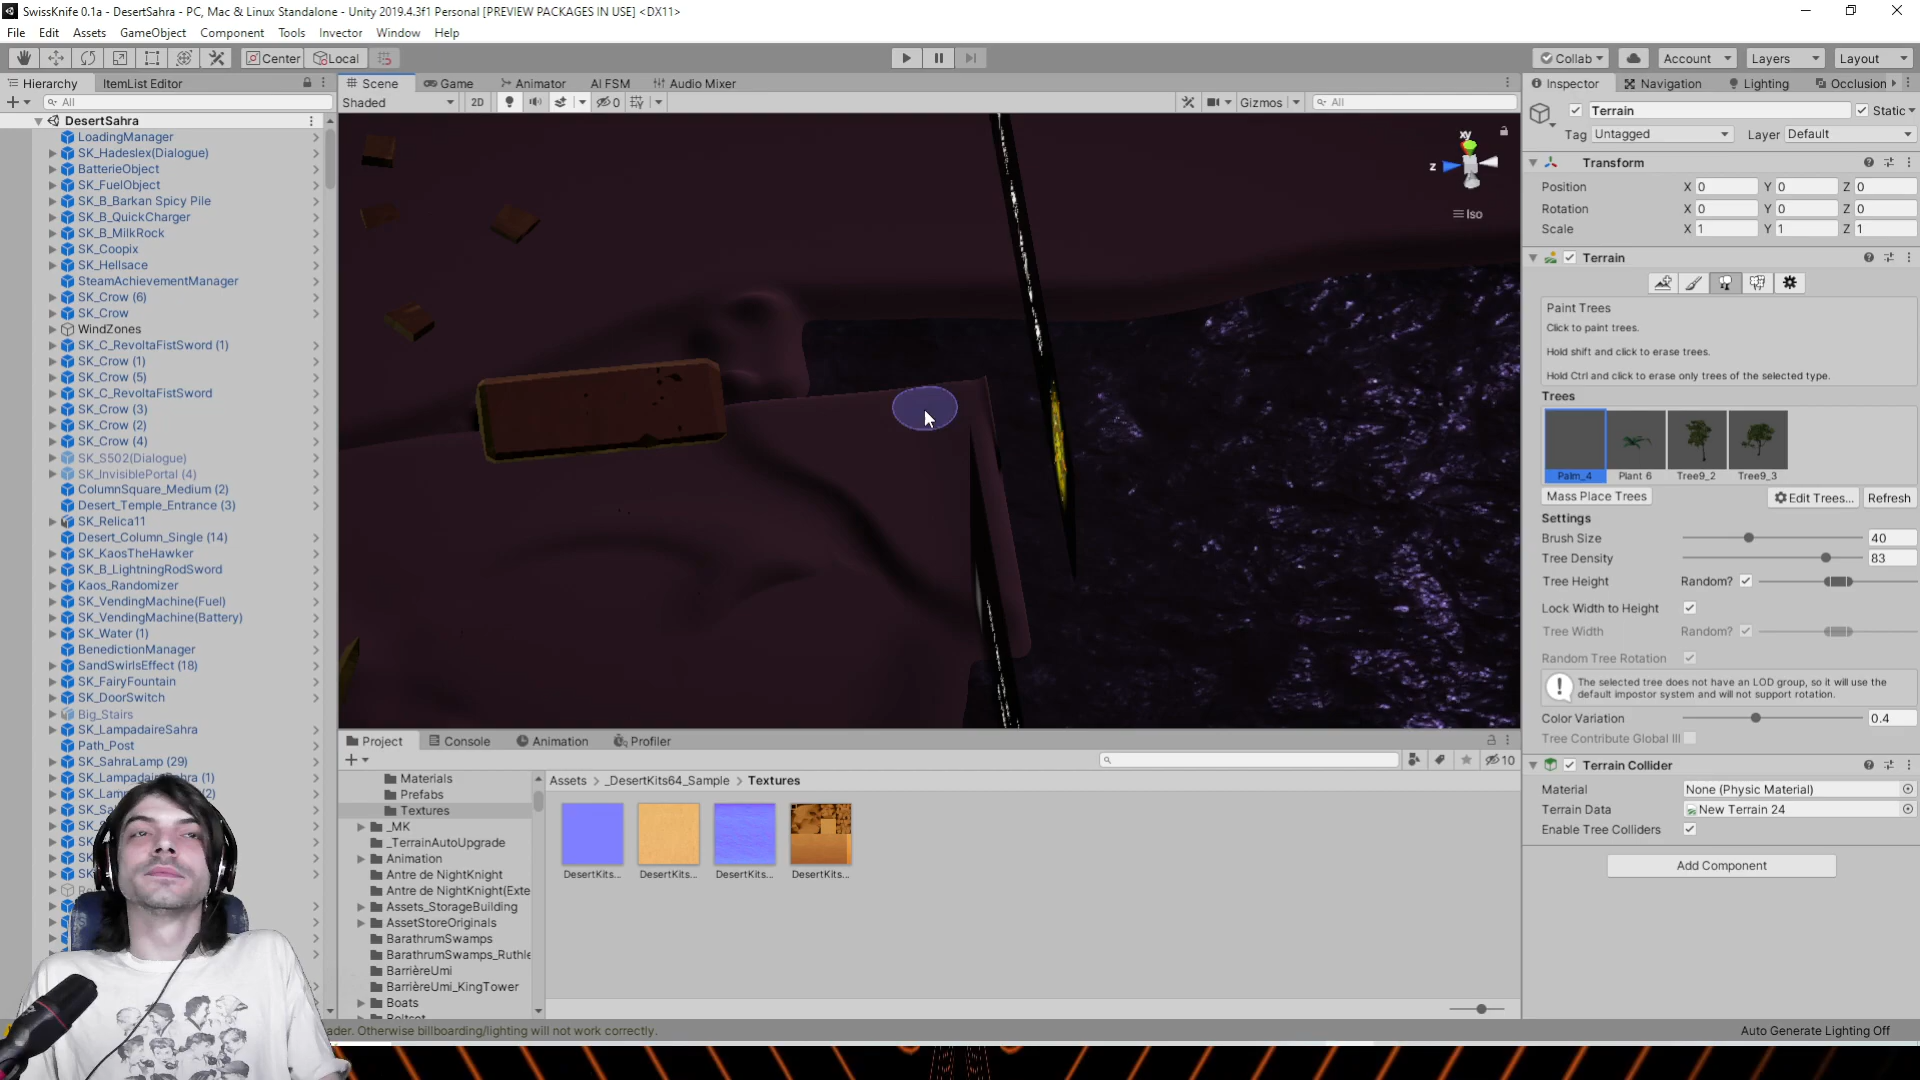 SwissKnife 0.1a - DesertSahra - PC, Mac & Linux Standalone - Unity 2019.4.3f1 Personal [PREVIEW PACKAGES IN USE] <DX11>
File Edit Assets GameObject Component Tools Invector Window Help
Center Local Collab Account Layers Layout
Hierarchy ItemList Editor
All
DesertSahra
LoadingManager
SK_Hadeslex(Dialogue)
BatterieObject
SK_FuelObject
SK_B_Barkan Spicy Pile
SK_B_QuickCharger
SK_B_MilkRock
SK_Coopix
SK_Hellsace
SteamAchievementManager
SK_Crow (6)
SK_Crow
WindZones
SK_C_RevoltaFistSword (1)
SK_Crow (1)
SK_Crow (5)
SK_C_RevoltaFistSword
SK_Crow (3)
SK_Crow (2)
SK_Crow (4)
SK_S502(Dialogue)
SK_InvisiblePortal (4)
ColumnSquare_Medium (2)
Desert_Temple_Entrance (3)
SK_Relica11
Desert_Column_Single (14)
SK_KaosTheHawker
SK_B_LightningRodSword
Kaos_Randomizer
SK_VendingMachine(Fuel)
SK_VendingMachine(Battery)
SK_Water (1)
BenedictionManager
SandSwirlsEffect (18)
SK_FairyFountain
SK_DoorSwitch
Big_Stairs
SK_LampadaireSahra
Path_Post
SK_SahraLamp (29)
Scene Game Animator AI FSM Audio Mixer
Shaded 2D 0 Gizmos All
xy
z
Iso
Project Console Animation Profiler
10
Materials
Prefabs
Textures
_MK
_TerrainAutoUpgrade
Animation
Antre de NightKnight
Antre de NightKnight(Exte
Assets_StorageBuilding
AssetStoreOriginals
BarathrumSwamps
BarathrumSwamps_Ruthle
BarrièreUmi
BarrièreUmi_KingTower
Boats
Assets > _DesertKits64_Sample > Textures
DesertKits... DesertKits... DesertKits... DesertKits...
Inspector Navigation Lighting Occlusion
Terrain Static
Tag Untagged Layer Default
Transform
Position X 0 Y 0 Z 0
Rotation X 0 Y 0 Z 0
Scale X 1 Y 1 Z 1
Terrain
Paint Trees
Click to paint trees.
Hold shift and click to erase trees.
Hold Ctrl and click to erase only trees of the selected type.
Trees
Palm_4 Plant 6 Tree9_2 Tree9_3
Mass Place Trees Edit Trees... Refresh
Settings
Brush Size 40
Tree Density 83
Tree Height Random?
Lock Width to Height
Tree Width Random?
Random Tree Rotation
The selected tree does not have an LOD group, so it will use the
default impostor system and will not support rotation.
Color Variation 0.4
Tree Contribute Global Ill
Terrain Collider
Material None (Physic Material)
Terrain Data New Terrain 24
Enable Tree Colliders
Add Component
ader. Otherwise billboarding/lighting will not work correctly.
Auto Generate Lighting Off